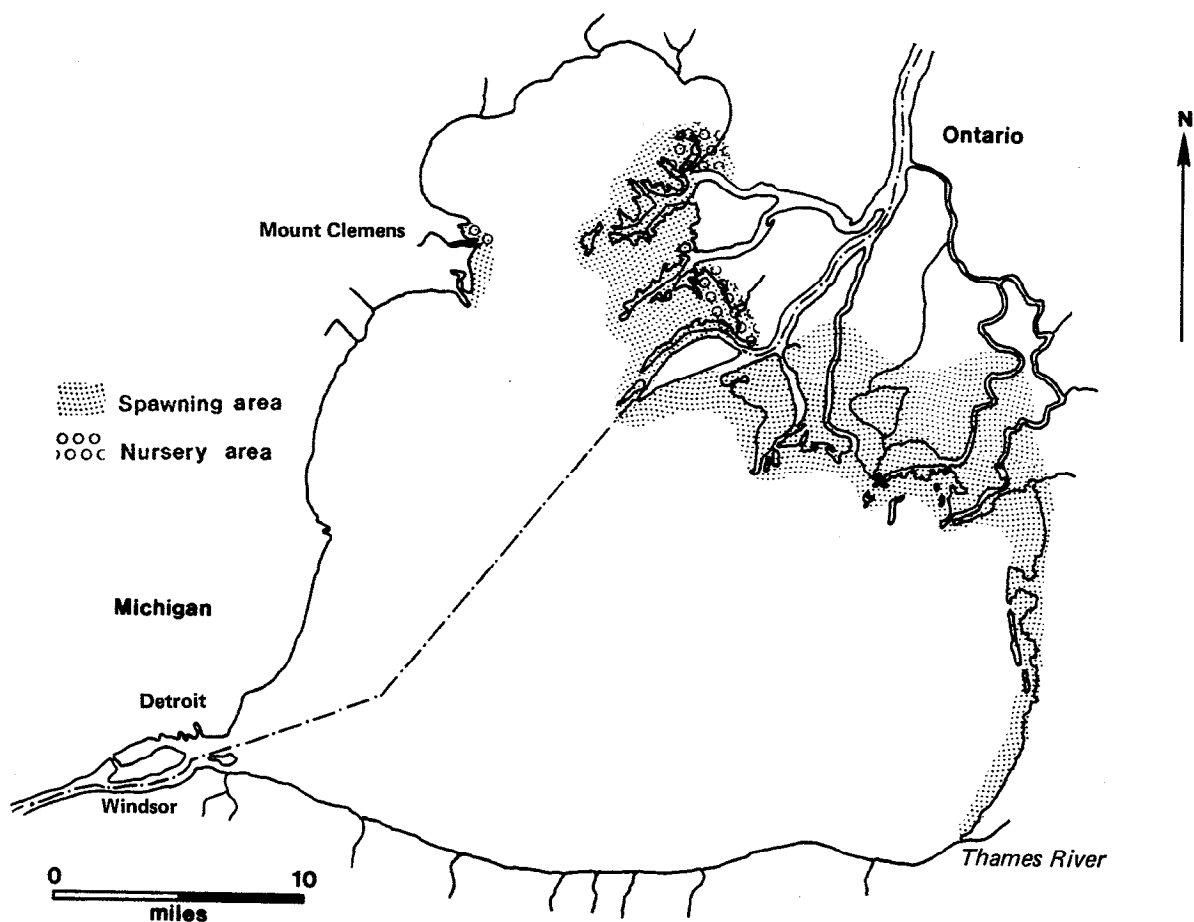 N
Ontario
Mount Clemens
Spawning area
Nursery area
Michigan
Detroit
Windsor
Thames River
0 10
miles